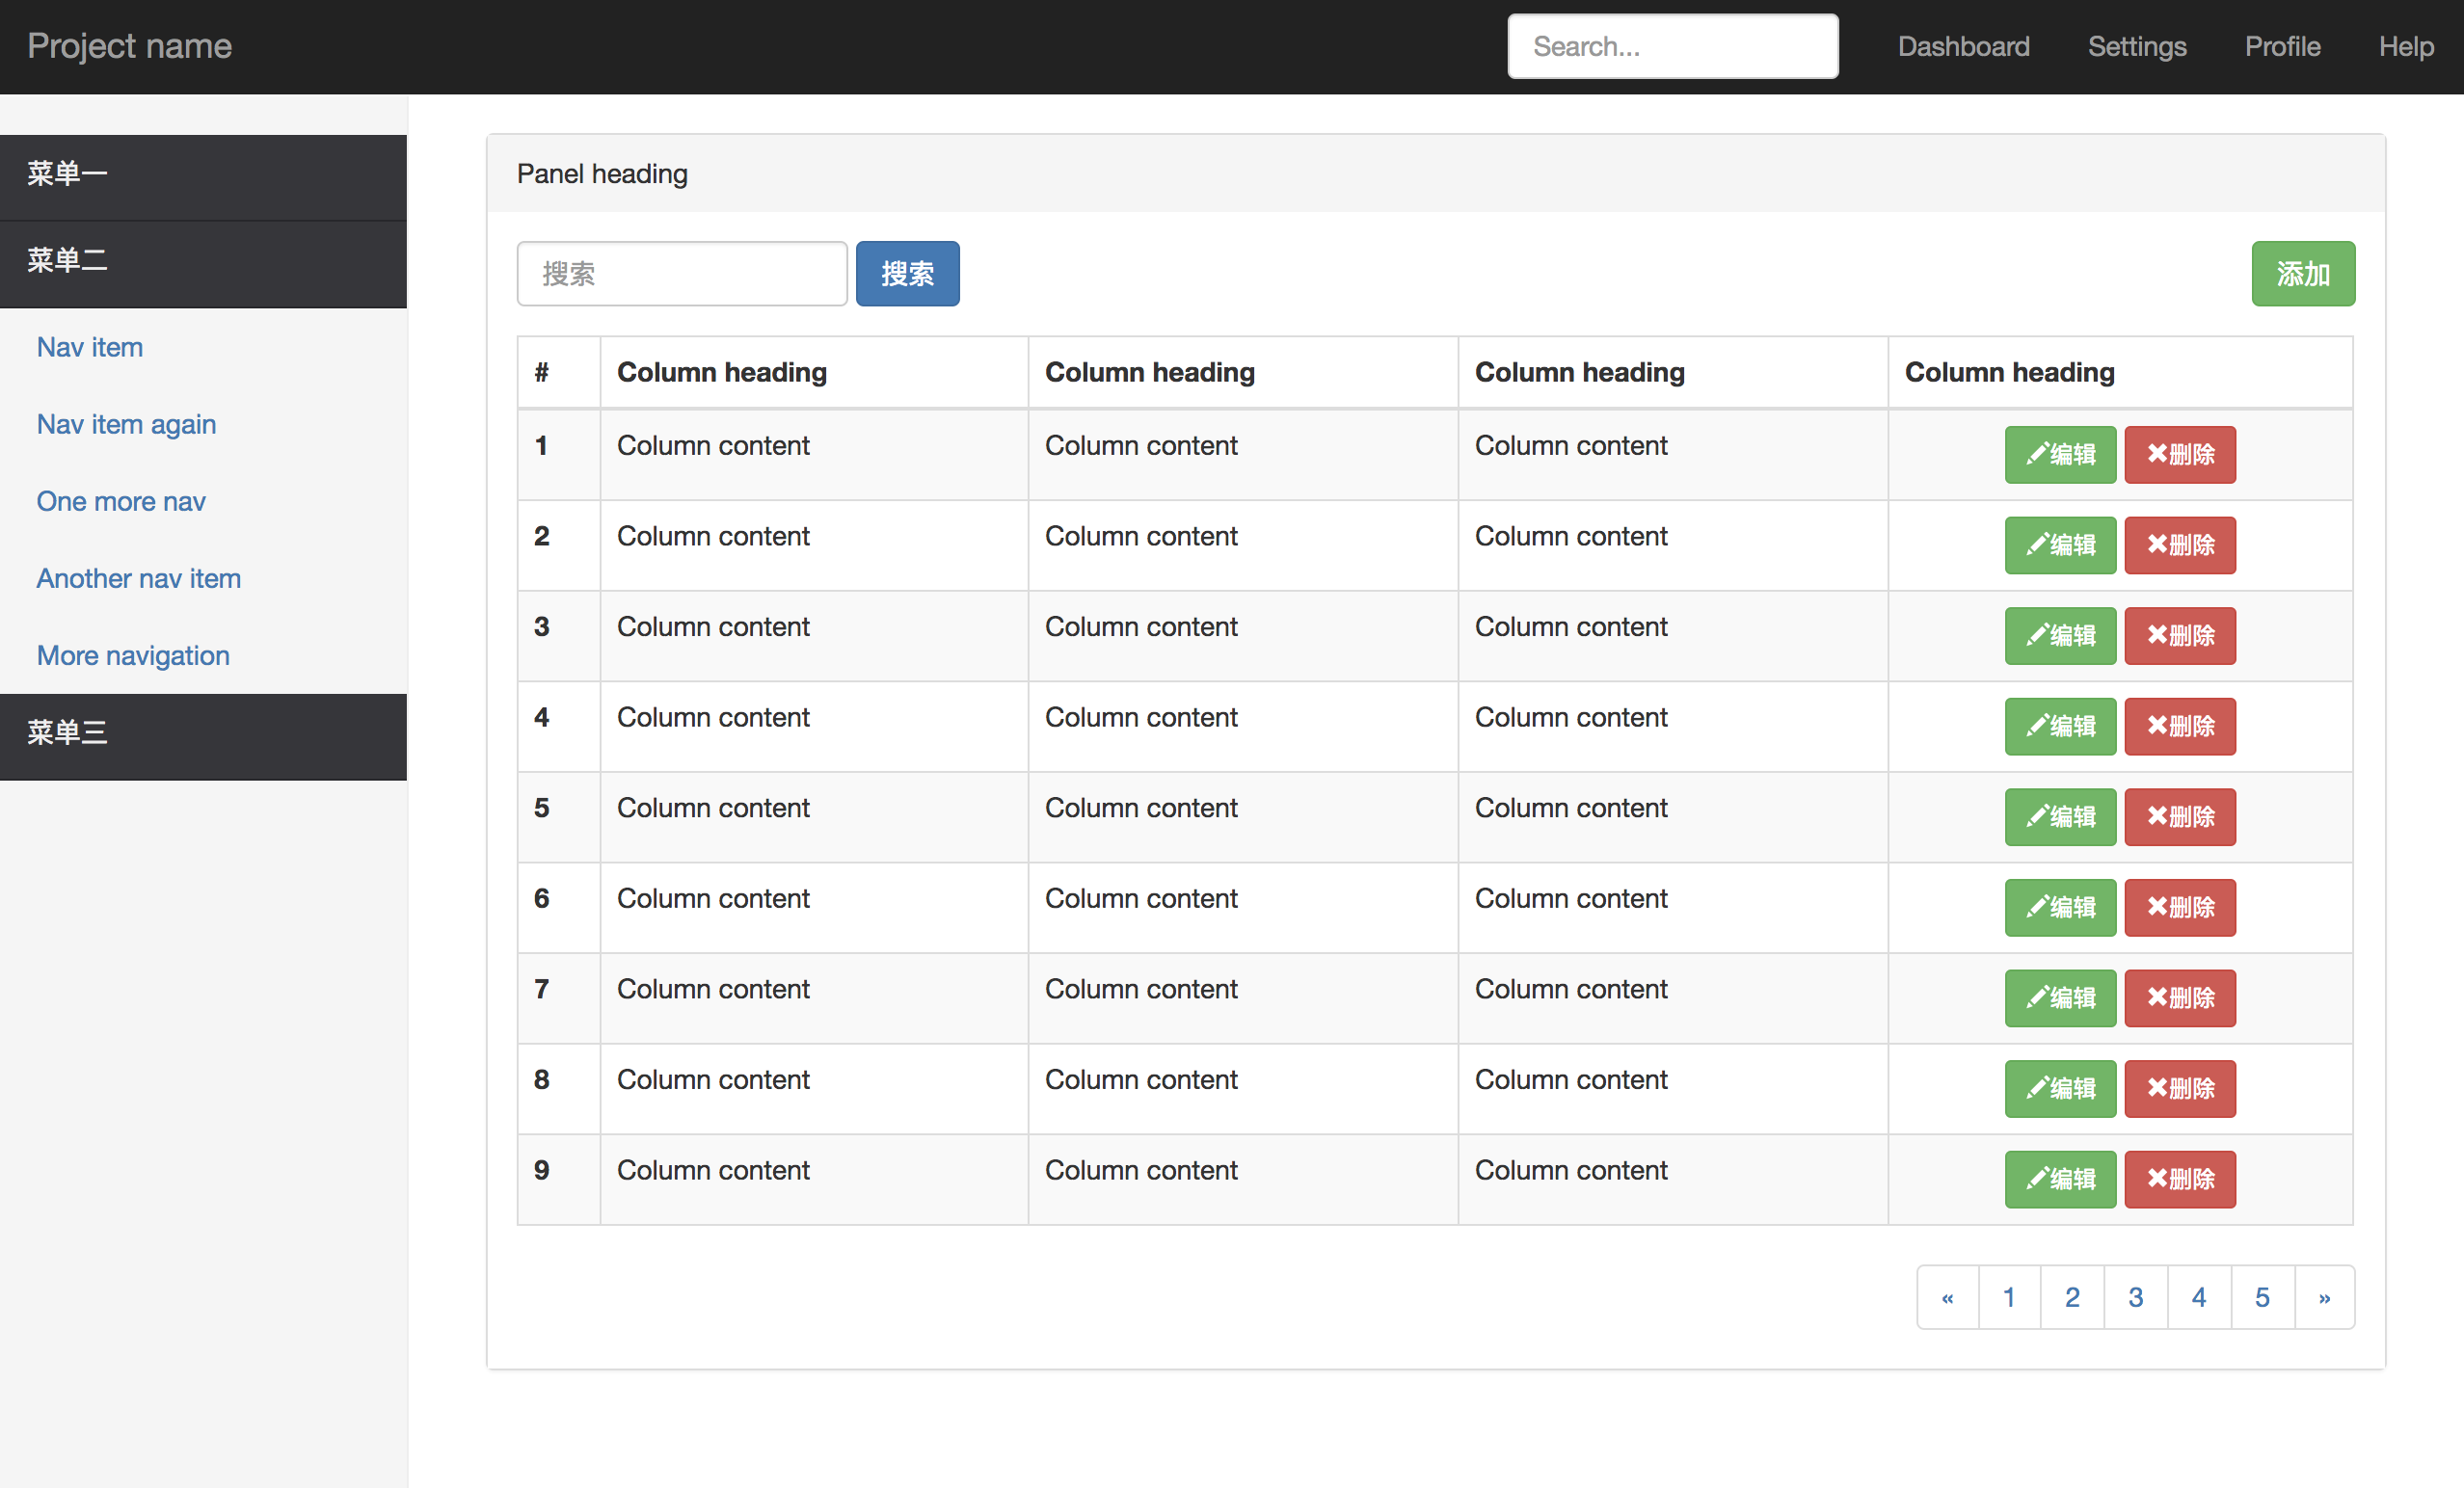 Project name Search... Dashboard Settings Profile Help
菜单一
菜单二
Nav item
Nav item again
One more nav
Another nav item
More navigation
菜单三
Panel heading
搜索 搜索 添加
# Column heading Column heading Column heading Column heading
1 Column content Column content Column content 编辑 删除
2 Column content Column content Column content 编辑 删除
3 Column content Column content Column content 编辑 删除
4 Column content Column content Column content 编辑 删除
5 Column content Column content Column content 编辑 删除
6 Column content Column content Column content 编辑 删除
7 Column content Column content Column content 编辑 删除
8 Column content Column content Column content 编辑 删除
9 Column content Column content Column content 编辑 删除
« 1 2 3 4 5 »